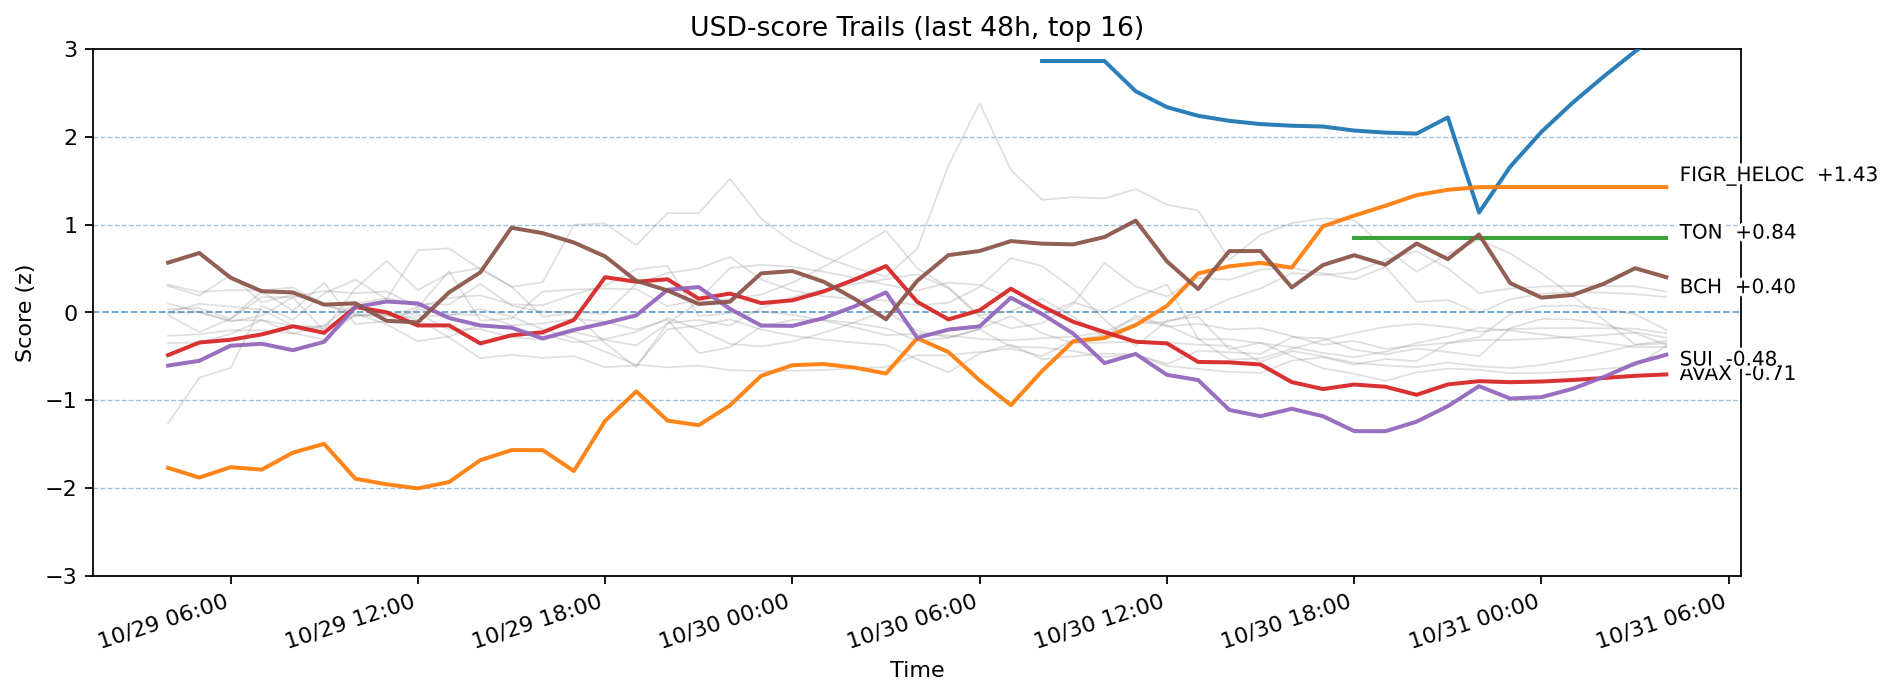 USD-score Trails (last 48h, top 16)
Score (z)
3
2
1
0
−1
−2
−3
FIGR_HELOC +1.43
TON +0.84
BCH +0.40
SUI -0.48
AVAX -0.71
10/29 06:00
10/29 12:00
10/29 18:00
10/30 00:00
10/30 06:00
10/30 12:00
10/30 18:00
10/31 00:00
10/31 06:00
Time